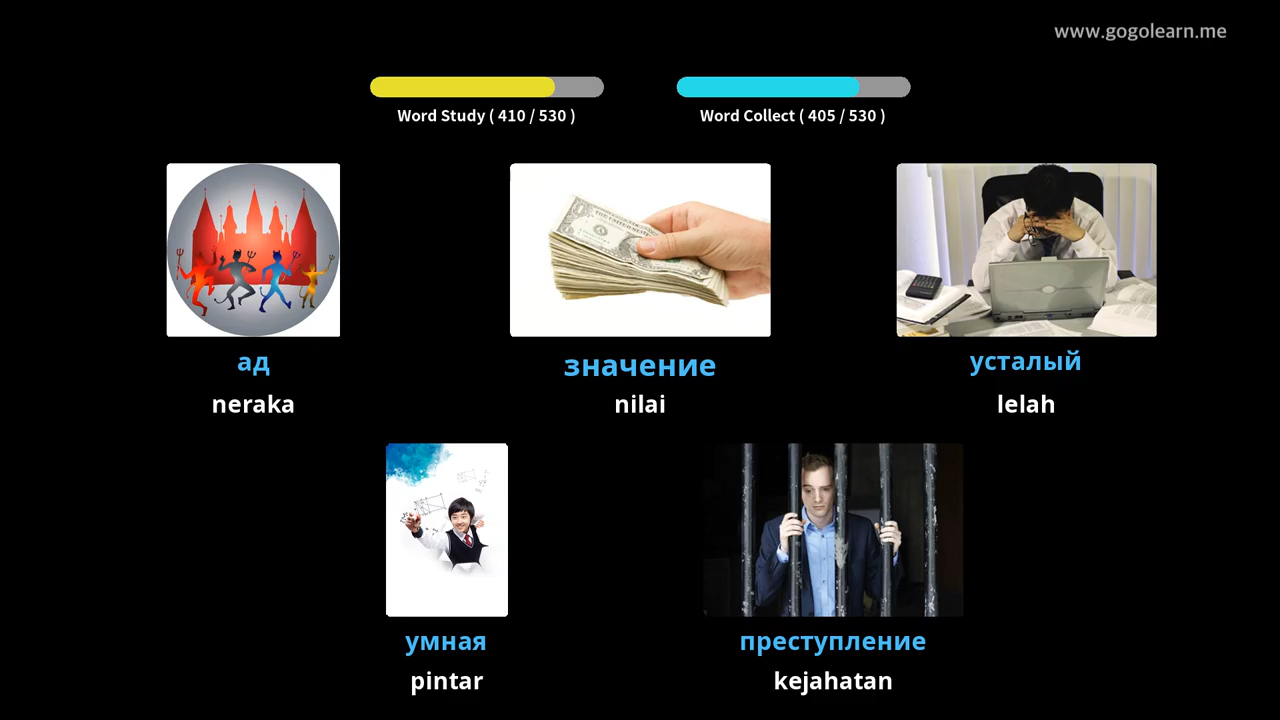 www.gogolearn.me
Word Study ( 410 / 530 )
Word Collect ( 405 / 530 )
ад
значение
усталый
neraka
nilai
lelah
умная
преступление
pintar
kejahatan